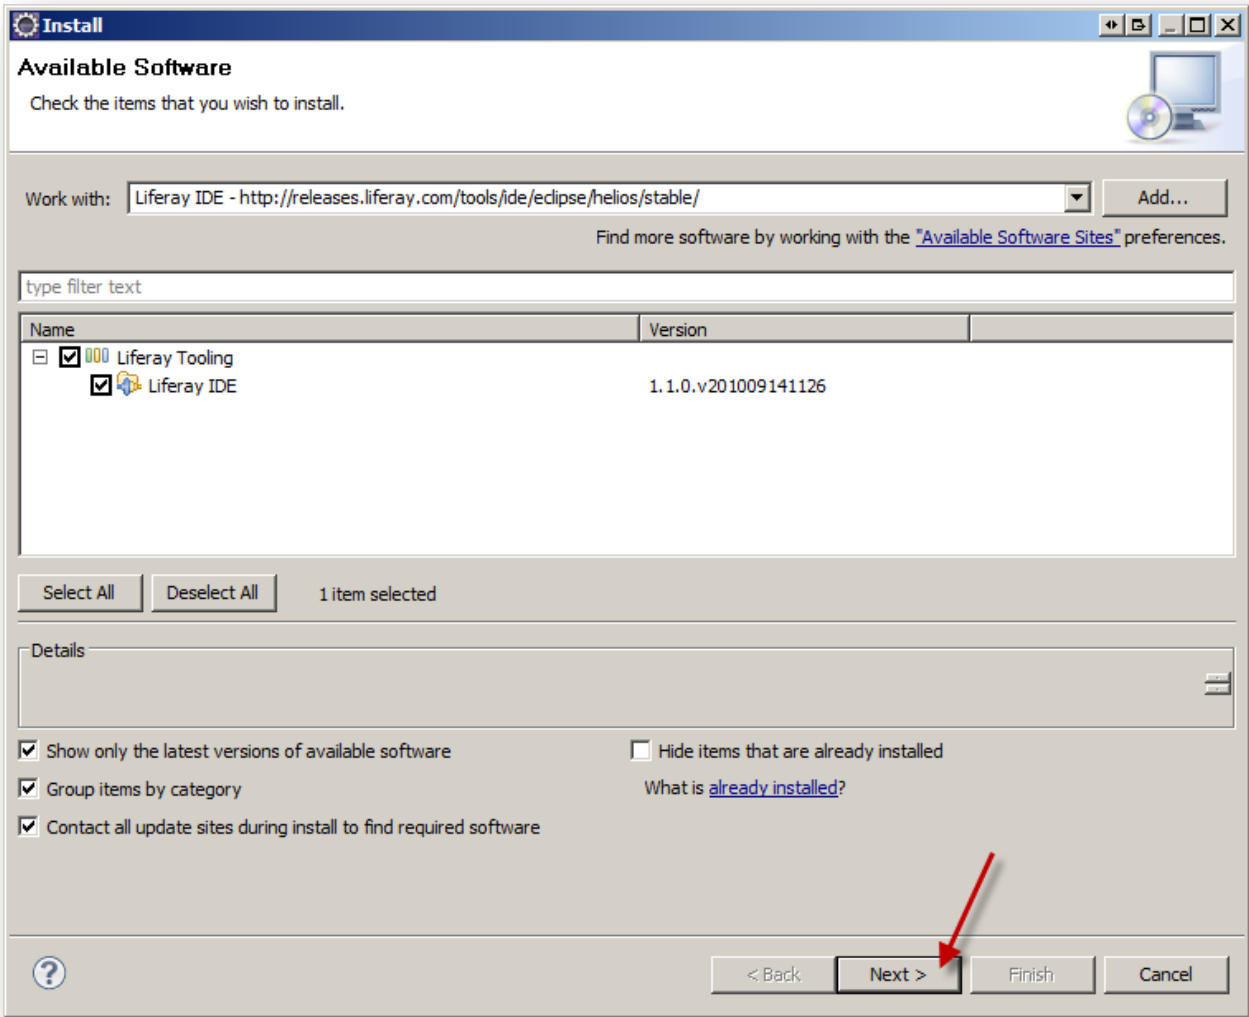 Install
Available Software
Check the items that you wish to install.
Work with: Liferay IDE - http://releases.liferay.com/tools/ide/eclipse/helios/stable/ Add...
Find more software by working with the "Available Software Sites" preferences.
type filter text
Name Version
Liferay Tooling
Liferay IDE 1.1.0.v201009141126
Select All Deselect All 1 item selected
Details
Show only the latest versions of available software Hide items that are already installed
Group items by category What is already installed?
Contact all update sites during install to find required software
? < Back Next > Finish Cancel